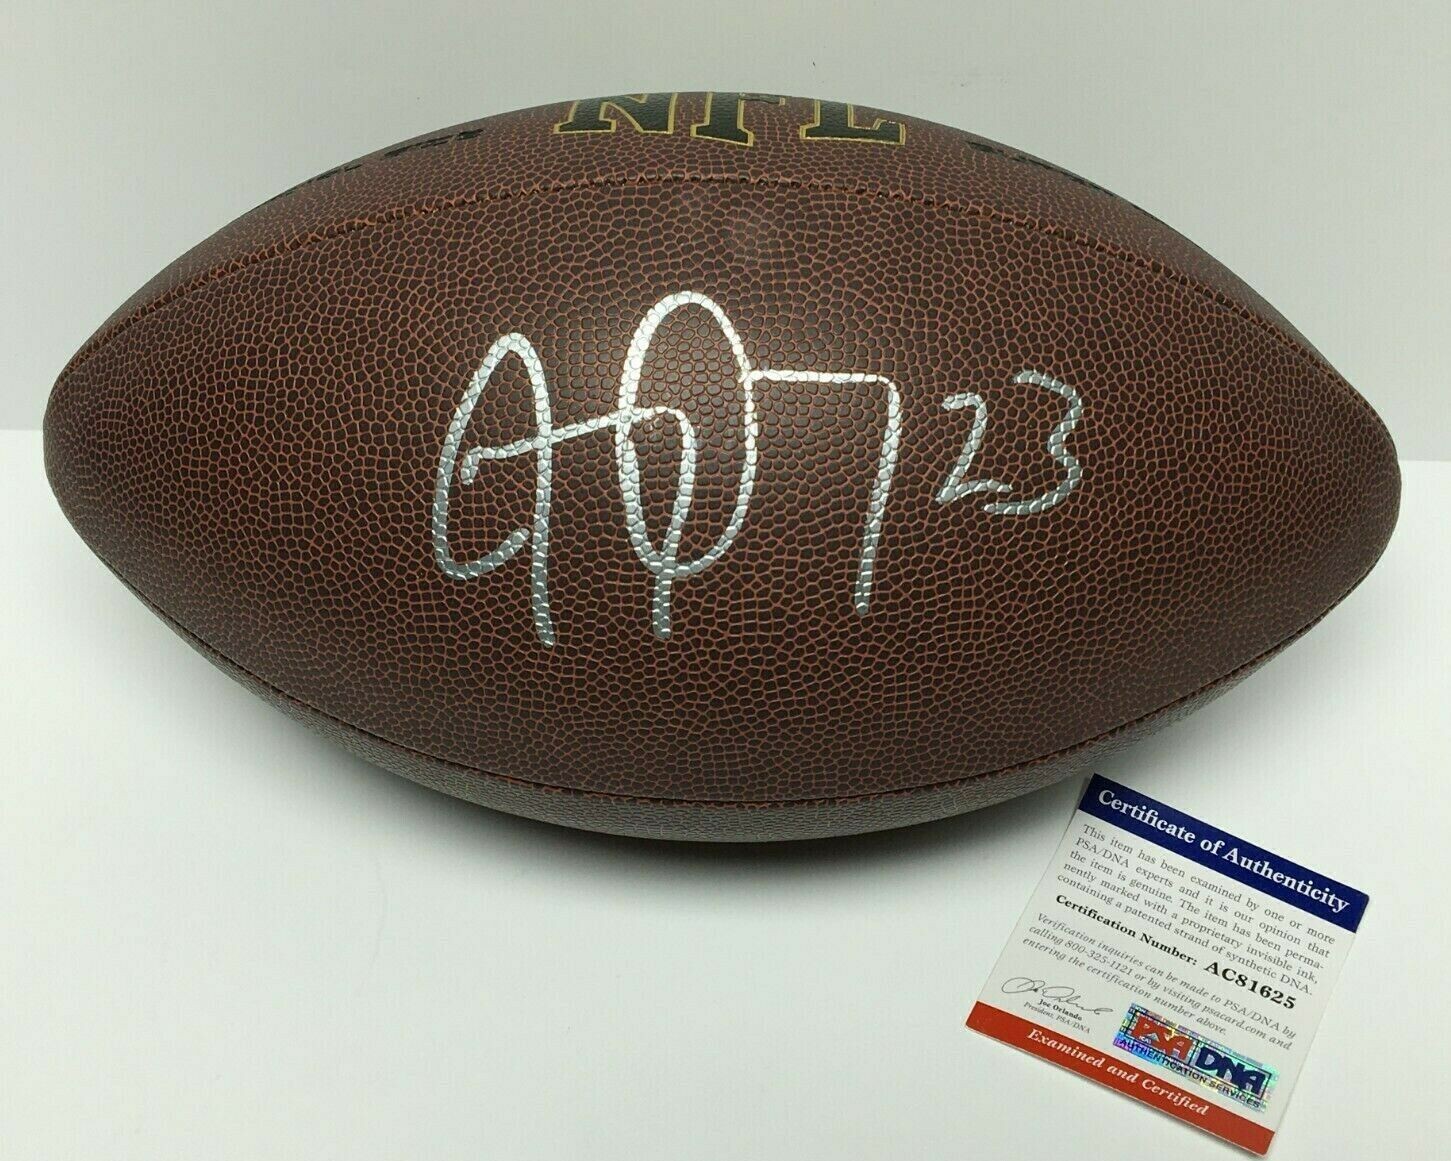 NFL
23
Certificate of Authenticity
This item has been examined by one or more
PSA/DNA experts and it is our opinion that
the item is genuine. The item has been perma-
nently marked with a proprietary invisible ink,
containing a patented strand of synthetic DNA.
Certification Number: AC81625
Verification inquiries can be made to PSA/DNA by
calling 800-325-1121 or by visiting psacard.com and
entering the certification number above.
Joe Orlando
President, PSA/DNA
PSA DNA
AUTHENTICATION SERVICES
Examined and Certified